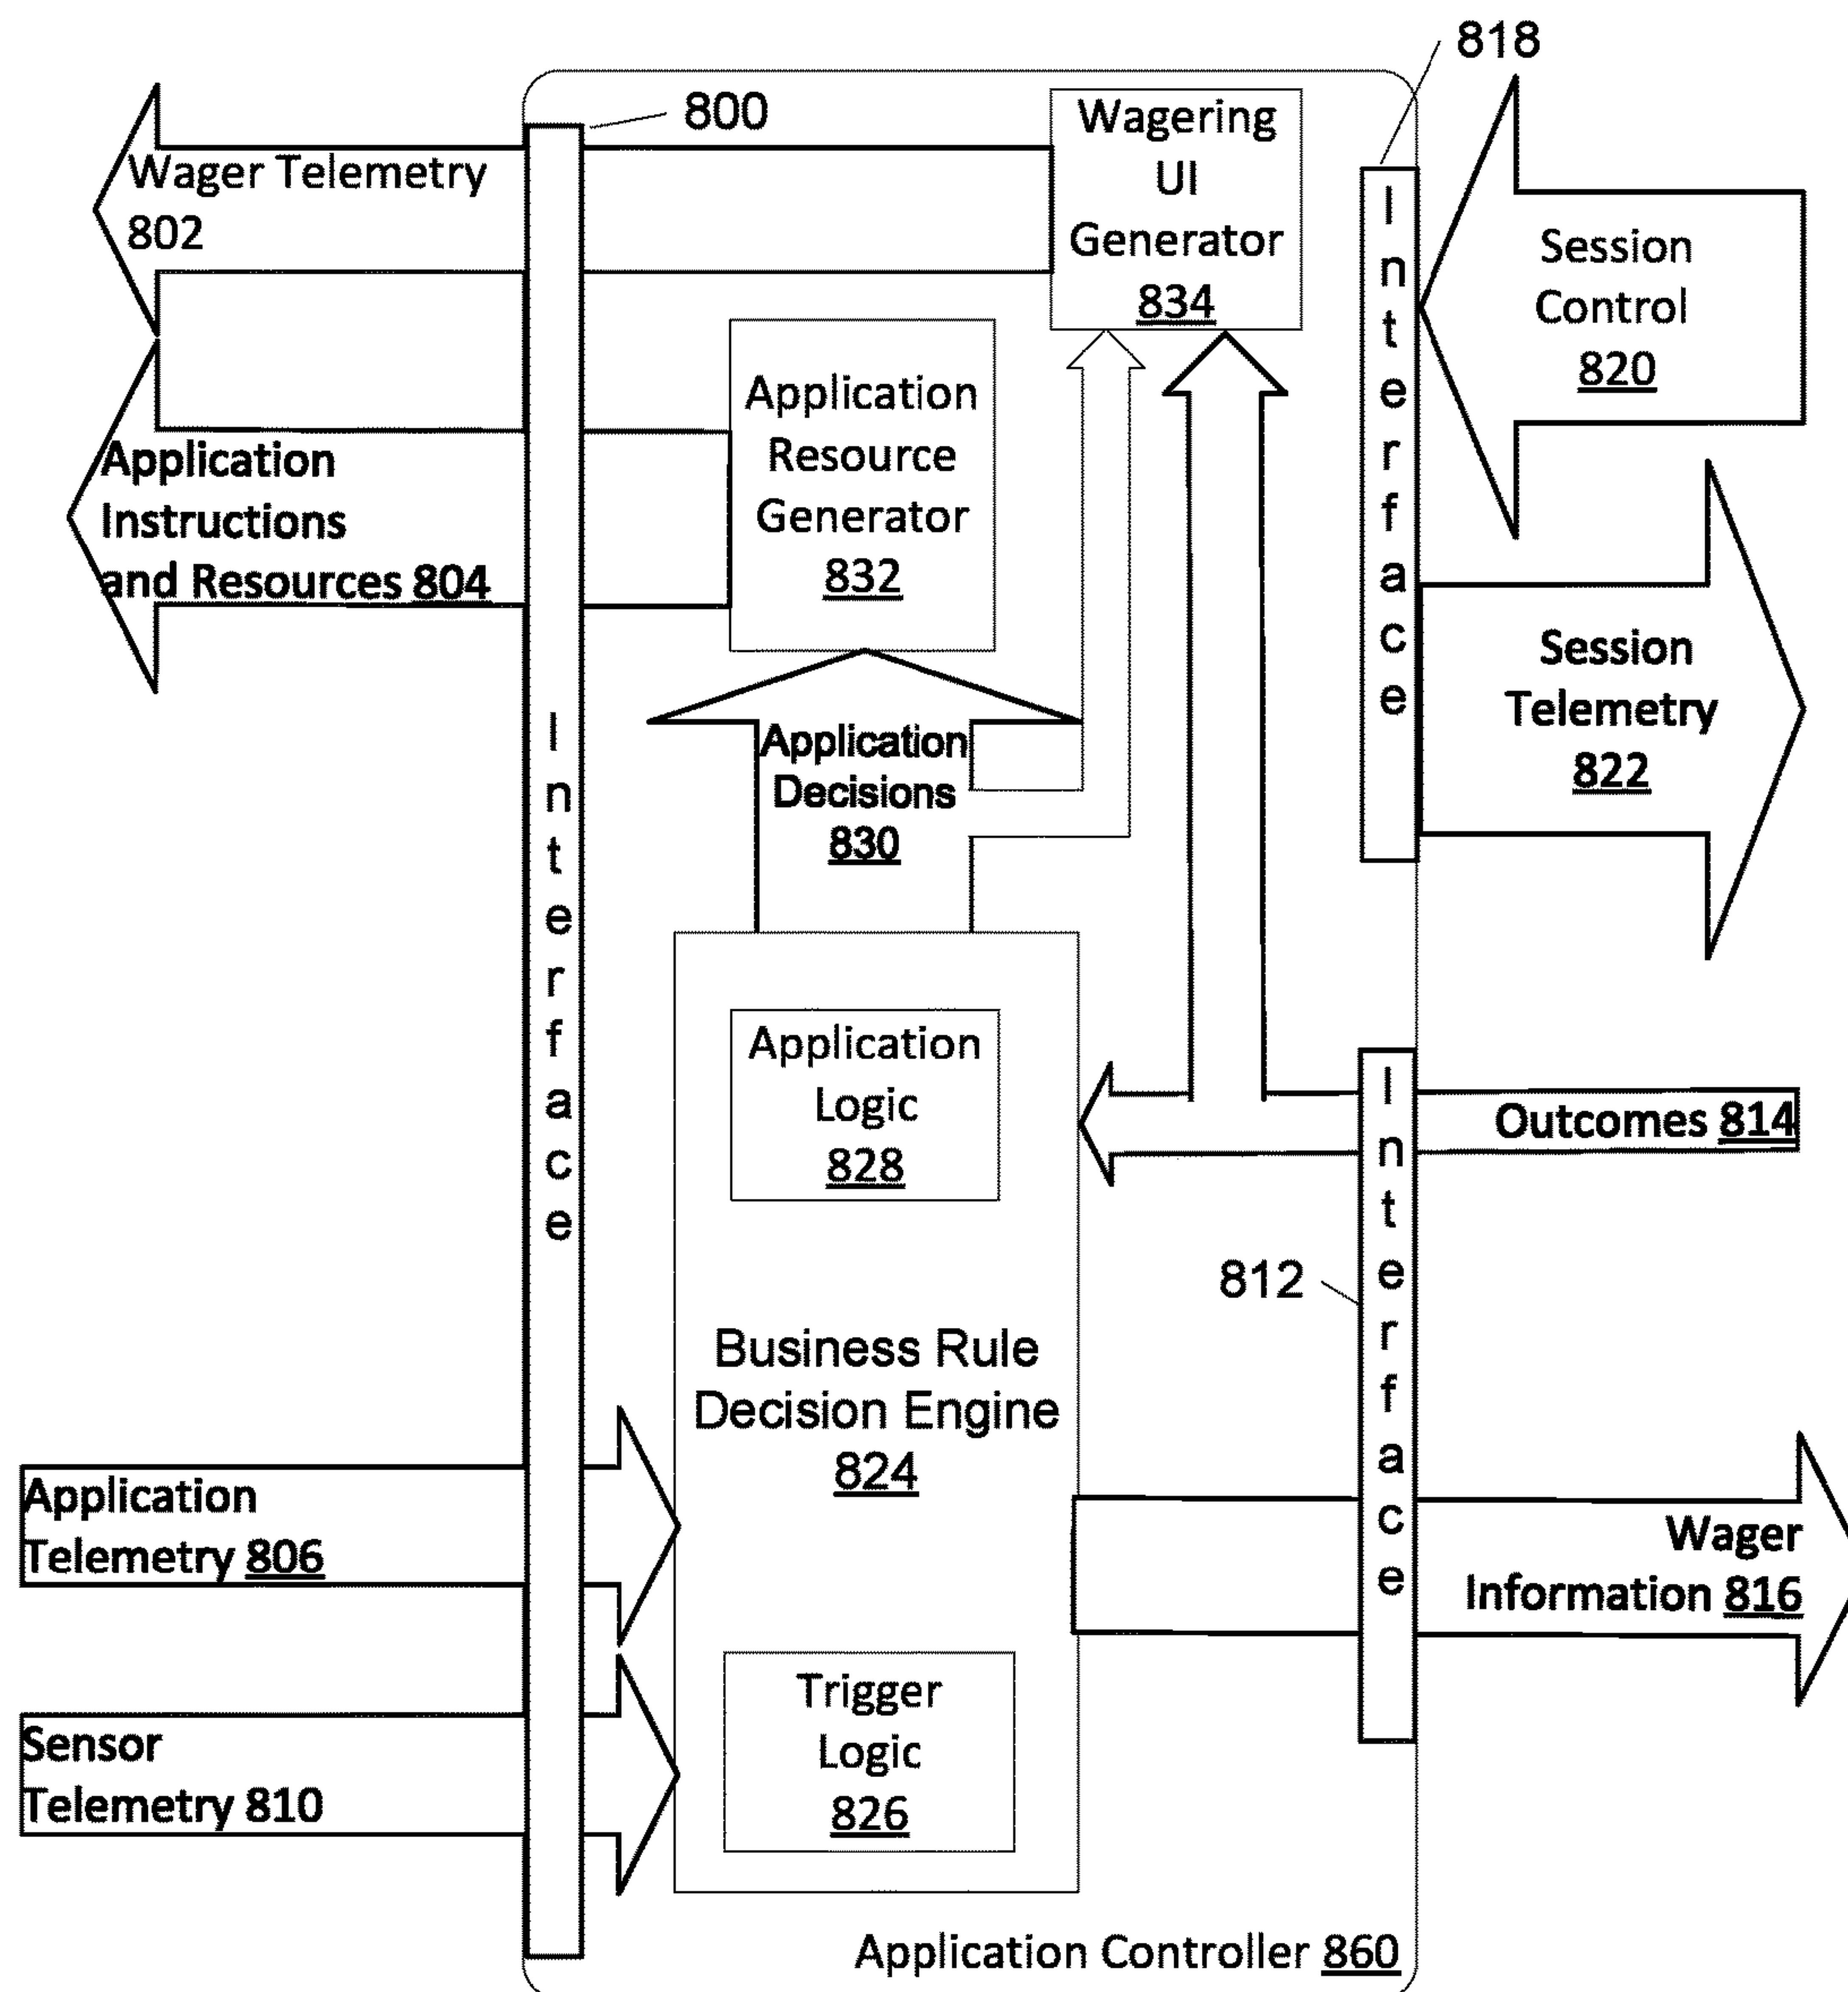 818
800
Wagering
UI
Generator
834
Wager Telemetry
802
Interface
Session
Control
820
Application
Resource
Generator
832
Application
Instructions
and Resources 804
Session
Telemetry
822
Interface
Application
Decisions
830
Application
Logic
828
Interface
Outcomes 814
812
Business Rule
Decision Engine
824
Application
Telemetry 806
Wager
Information 816
Trigger
Logic
826
Sensor
Telemetry 810
Application Controller 860